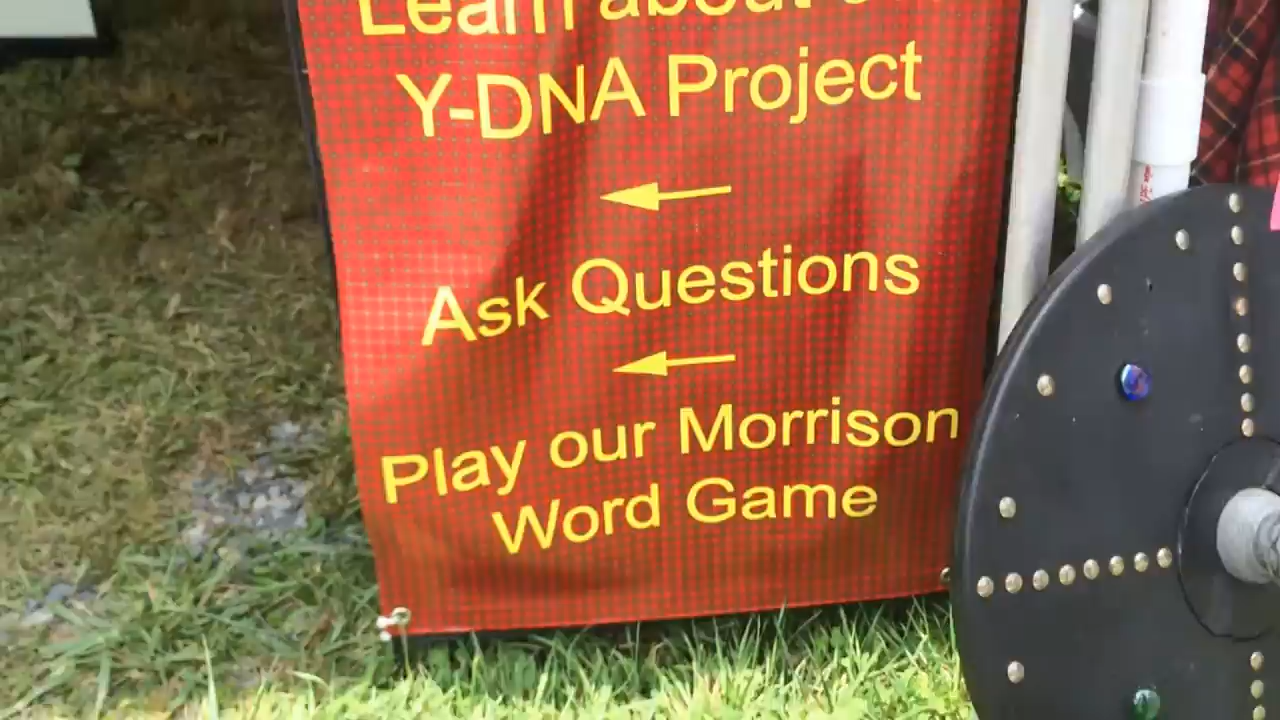 Learn about
Y-DNA Project
Ask Questions
Play our Morrison
Word Game